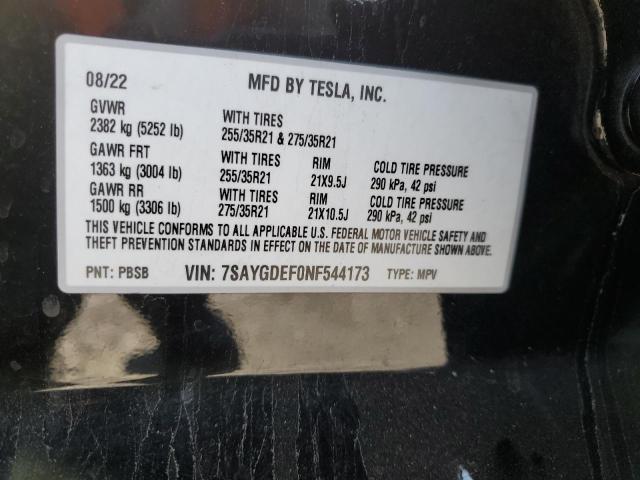 08/22 MFD BY TESLA, INC.
GVWR WITH TIRES
2382 kg (5252 lb) 255/35R21 & 275/35R21
GAWR FRT WITH TIRES RIM COLD TIRE PRESSURE
1363 kg (3004 lb) 255/35R21 21X9.5J 290 kPa, 42 psi
GAWR RR WITH TIRES RIM COLD TIRE PRESSURE
1500 kg (3306 lb) 275/35R21 21X10.5J 290 kPa, 42 psi
THIS VEHICLE CONFORMS TO ALL APPLICABLE U.S. FEDERAL MOTOR VEHICLE SAFETY AND
THEFT PREVENTION STANDARDS IN EFFECT ON THE DATE OF MANUFACTURE SHOWN ABOVE.
PNT: PBSB VIN: 7SAYGDEF0NF544173 TYPE: MPV